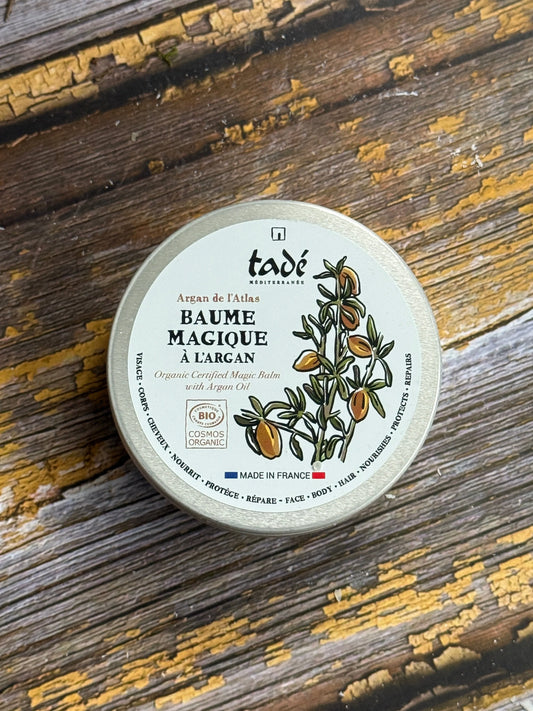 tadé
MÉDITERRANÉE
Argan de l'Atlas
BAUME
MAGIQUE
À L'ARGAN
Organic Certified Magic Balm
with Argan Oil
BIO
COSMOS
ORGANIC
MADE IN FRANCE
VISAGE • CORPS • CHEVEUX • NOURRIT • PROTÈGE • RÉPARE - FACE • BODY • HAIR • NOURISHES • PROTECTS • REPAIRS